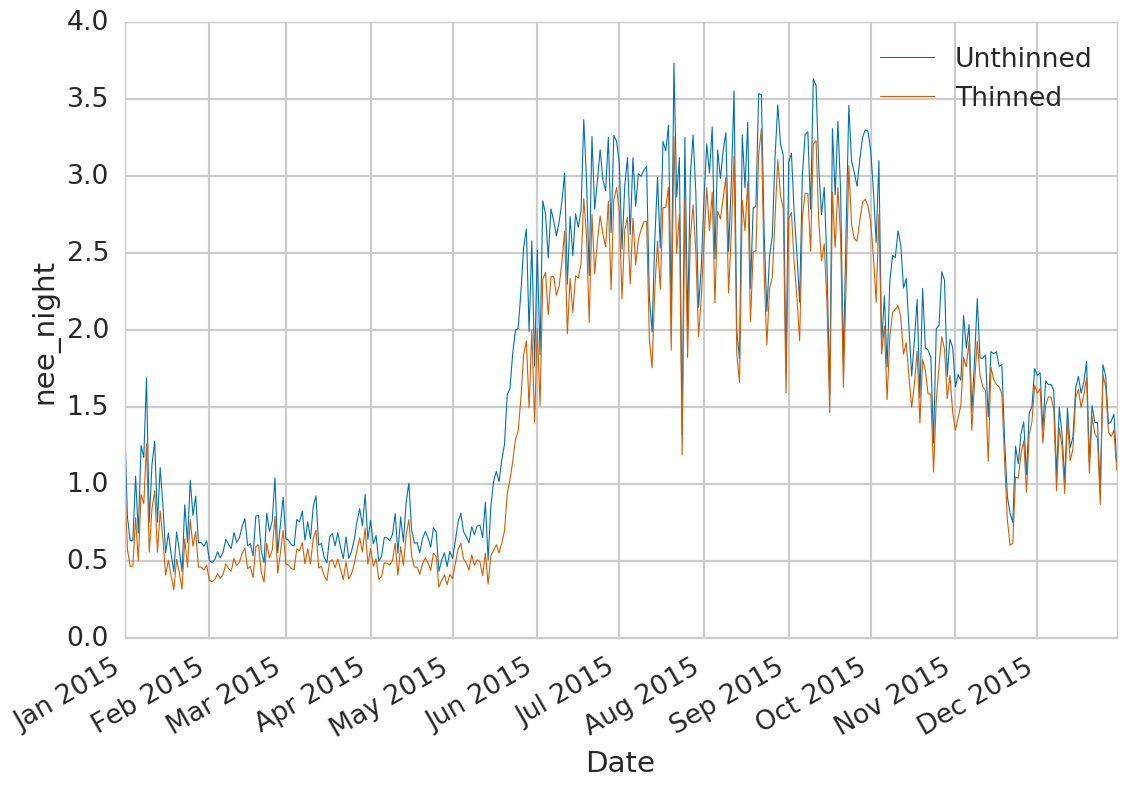 4.0
3.5
3.0
2.5
2.0
1.5
1.0
0.5
0.0
nee_night
Unthinned
Thinned
Jan 2015
Feb 2015
Mar 2015
Apr 2015
May 2015
Jun 2015
Jul 2015
Aug 2015
Sep 2015
Oct 2015
Nov 2015
Dec 2015
Date